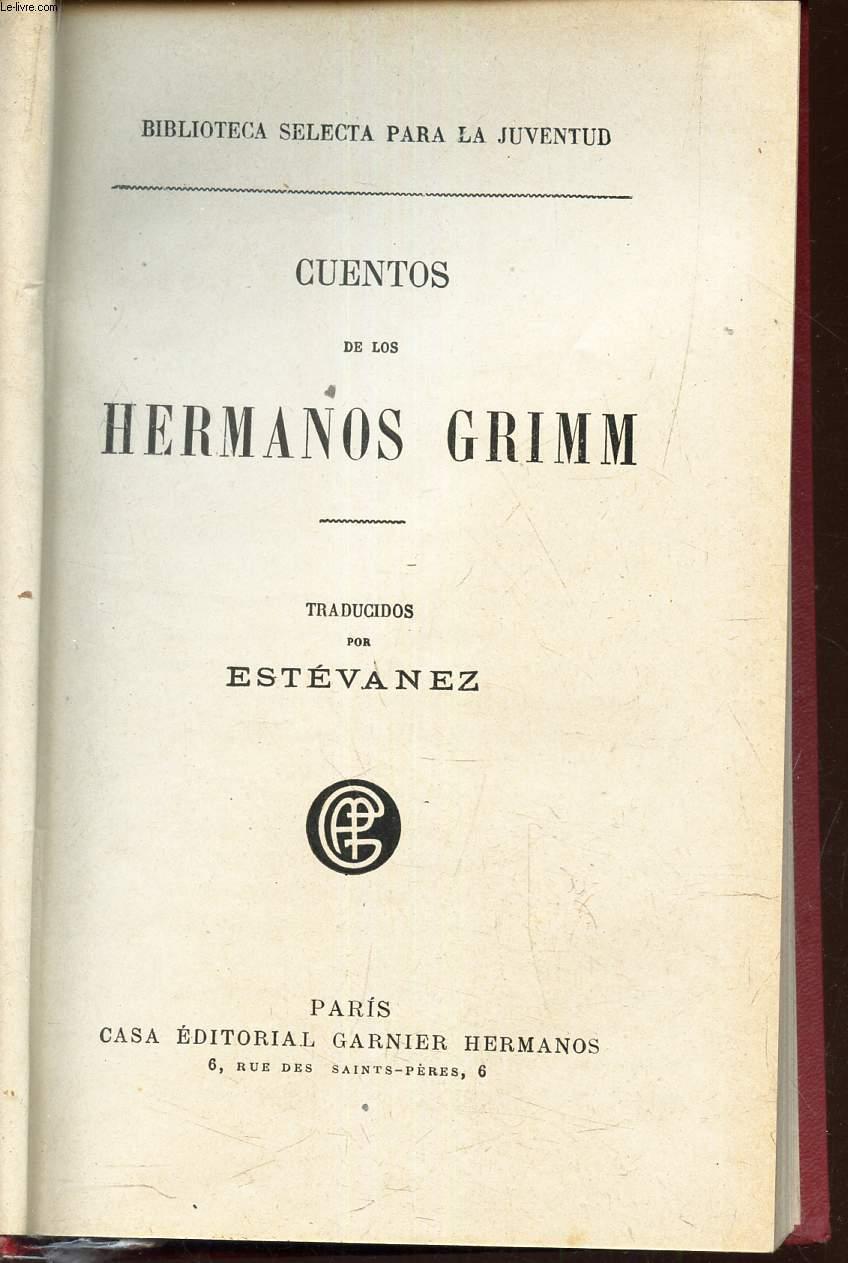 Le-livre.com
BIBLIOTECA SELECTA PARA LA JUVENTUD
CUENTOS
DE LOS
HERMANOS GRIMM
TRADUCIDOS
POR
ESTÉVANEZ
PARÍS
CASA ÉDITORIAL GARNIER HERMANOS
6, RUE DES SAINTS-PÈRES, 6